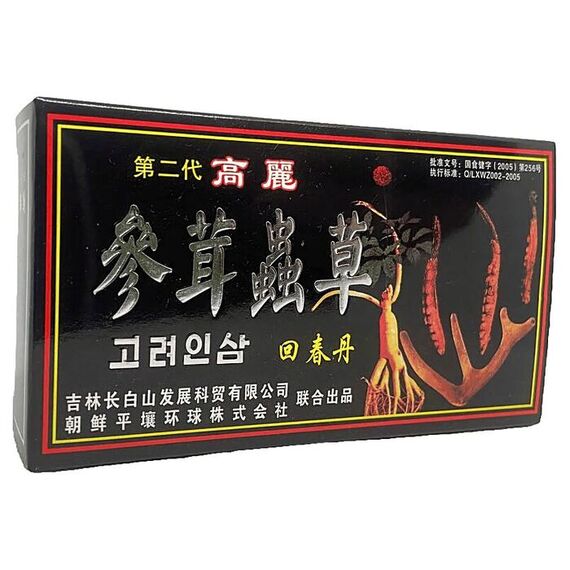 批准文号：国食健字（2005）第256号
执行标准：Q/LXWZ002-2005
第二代 高麗
參茸蟲草
고려인삼 回春丹
吉林长白山发展科贸有限公司
朝鲜平壤环球株式会社 联合出品